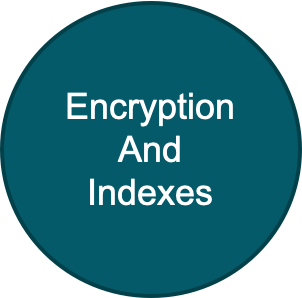 Encryption
And
Indexes